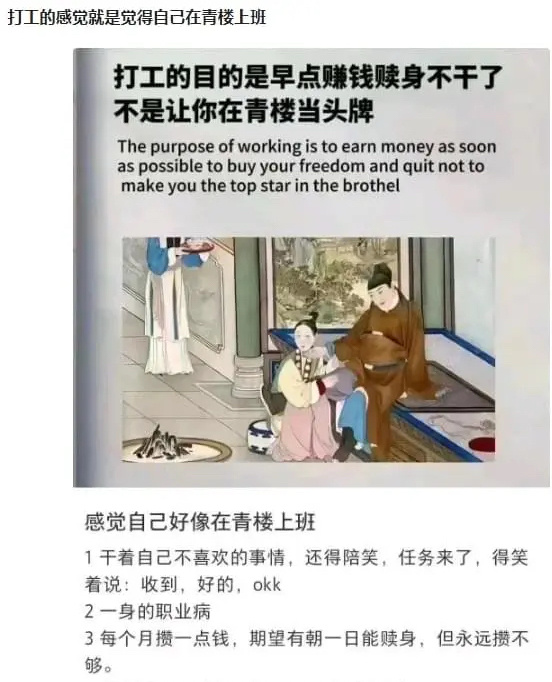 打工的感觉就是觉得自己在青楼上班
打工的目的是早点赚钱赎身不干了
不是让你在青楼当头牌
The purpose of working is to earn money as soon
as possible to buy your freedom and quit not to
make you the top star in the brothel
感觉自己好像在青楼上班
1 干着自己不喜欢的事情，还得陪笑，任务来了，得笑
着说：收到，好的，okk
2 一身的职业病
3 每个月攒一点钱，期望有朝一日能赎身，但永远攒不
够。